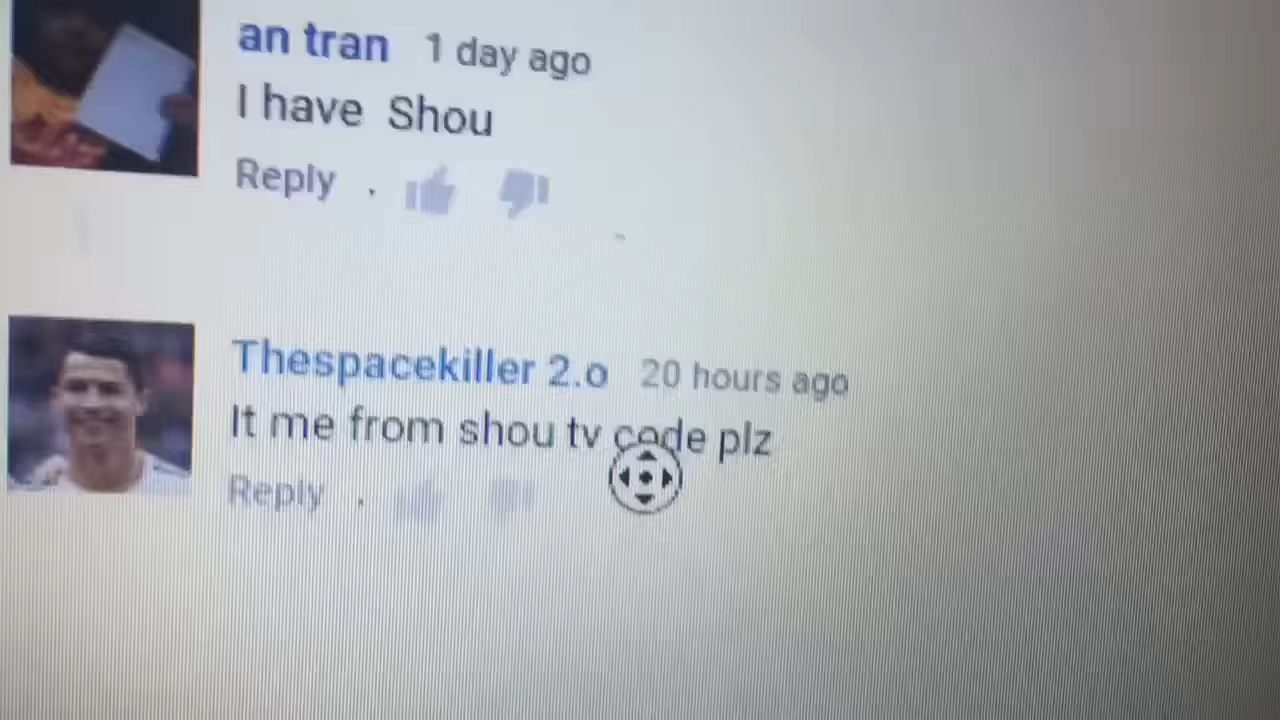 an tran 1 day ago
I have Shou
Reply .
Thespacekiller 2.o 20 hours ago
It me from shou tv code plz
Reply .